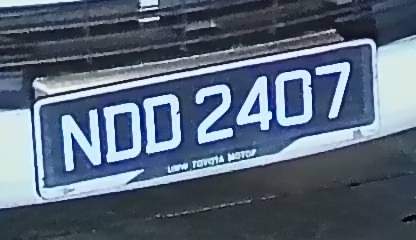 NDD 2407
UMW TOYOTA MOTOR